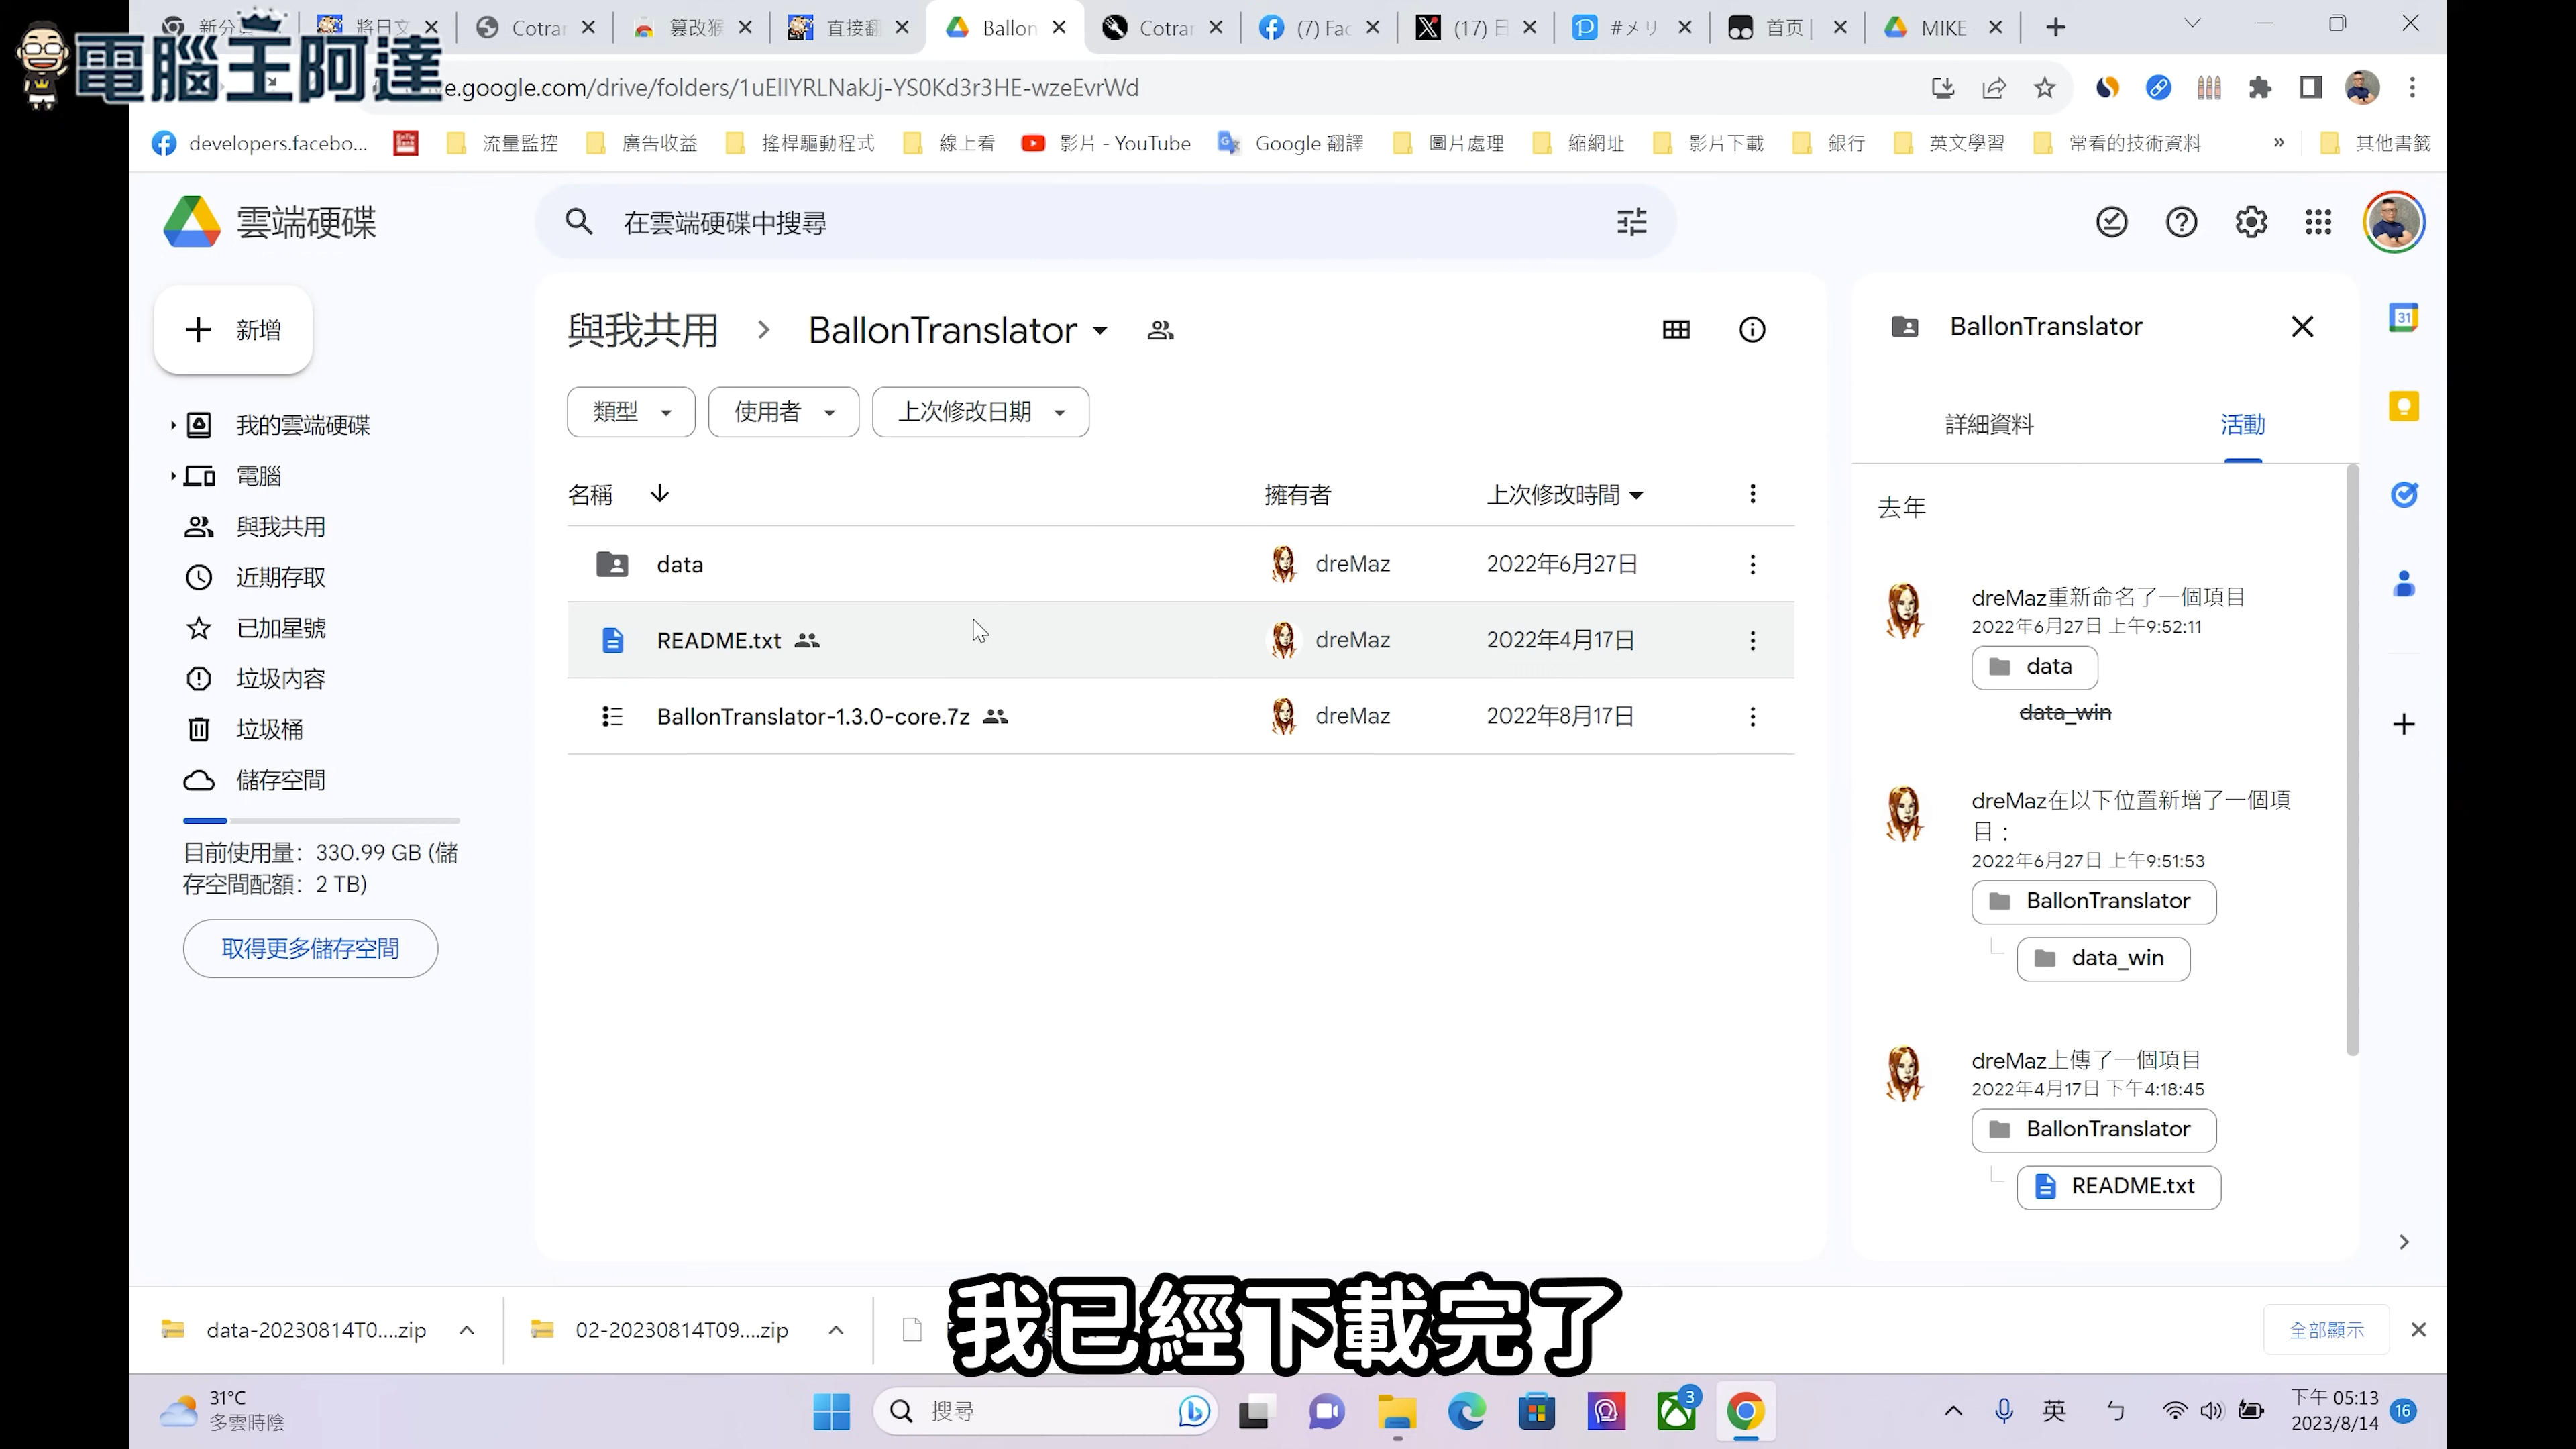 新分
將日文
Cotrar
篡改猴
直接翻
Ballon
Cotrar
(7) Fac
(17) 日
#メリ
首页 |
MIKE
電腦王阿達
e.google.com/drive/folders/1uEllYRLNakJj-YS0Kd3r3HE-wzeEvrWd
developers.facebo...
流量監控
廣告收益
搖桿驅動程式
線上看
影片 - YouTube
Google 翻譯
圖片處理
縮網址
影片下載
銀行
英文學習
常看的技術資料
»
其他書籤
雲端硬碟
在雲端硬碟中搜尋
新增
我的雲端硬碟
電腦
與我共用
近期存取
已加星號
垃圾內容
垃圾桶
儲存空間
目前使用量：330.99 GB (儲
存空間配額：2 TB)
取得更多儲存空間
與我共用 > BallonTranslator
類型
使用者
上次修改日期
名稱
擁有者
上次修改時間
data
dreMaz
2022年6月27日
README.txt
dreMaz
2022年4月17日
BallonTranslator-1.3.0-core.7z
dreMaz
2022年8月17日
BallonTranslator
詳細資料
活動
去年
dreMaz重新命名了一個項目
2022年6月27日 上午9:52:11
data
data_win
dreMaz在以下位置新增了一個項
目：
2022年6月27日 上午9:51:53
BallonTranslator
data_win
dreMaz上傳了一個項目
2022年4月17日 下午4:18:45
BallonTranslator
README.txt
31
data-20230814T0....zip
02-20230814T09....zip
我已經下載完了
全部顯示
31°C
多雲時陰
搜尋
3
英
ㄅ
下午 05:13
2023/8/14
16